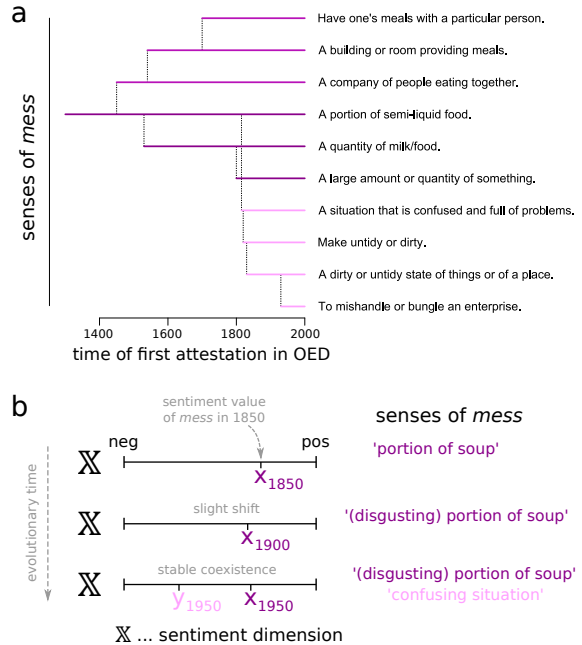 a
Have one's meals with a particular person.
A building or room providing meals.
A company of people eating together.
A portion of semi-liquid food.
A quantity of milk/food.
A large amount or quantity of something.
A situation that is confused and full of problems.
Make untidy or dirty.
A dirty or untidy state of things or of a place.
To mishandle or bungle an enterprise.
senses of mess
1400 1600 1800 2000
time of first attestation in OED
b
sentiment value
of mess in 1850
senses of mess
neg pos
𝕏 x1850 'portion of soup'
slight shift
𝕏 x1900 '(disgusting) portion of soup'
stable coexistence
𝕏 y1950 x1950 '(disgusting) portion of soup'
'confusing situation'
evolutionary time
𝕏 ... sentiment dimension